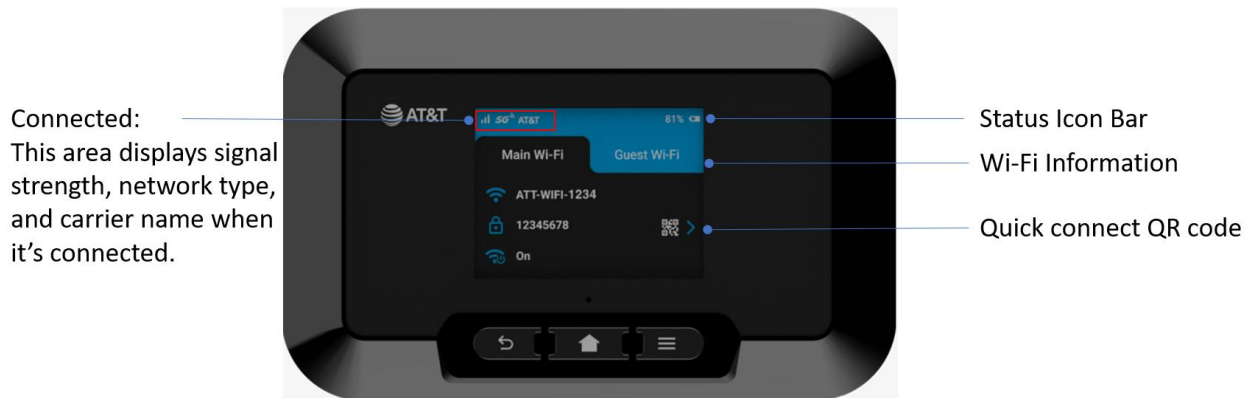 Connected:
This area displays signal
strength, network type,
and carrier name when
it’s connected.
AT&T
5G AT&T
81%
Main Wi-Fi
Guest Wi-Fi
ATT-WIFI-1234
12345678
On
Status Icon Bar
Wi-Fi Information
Quick connect QR code